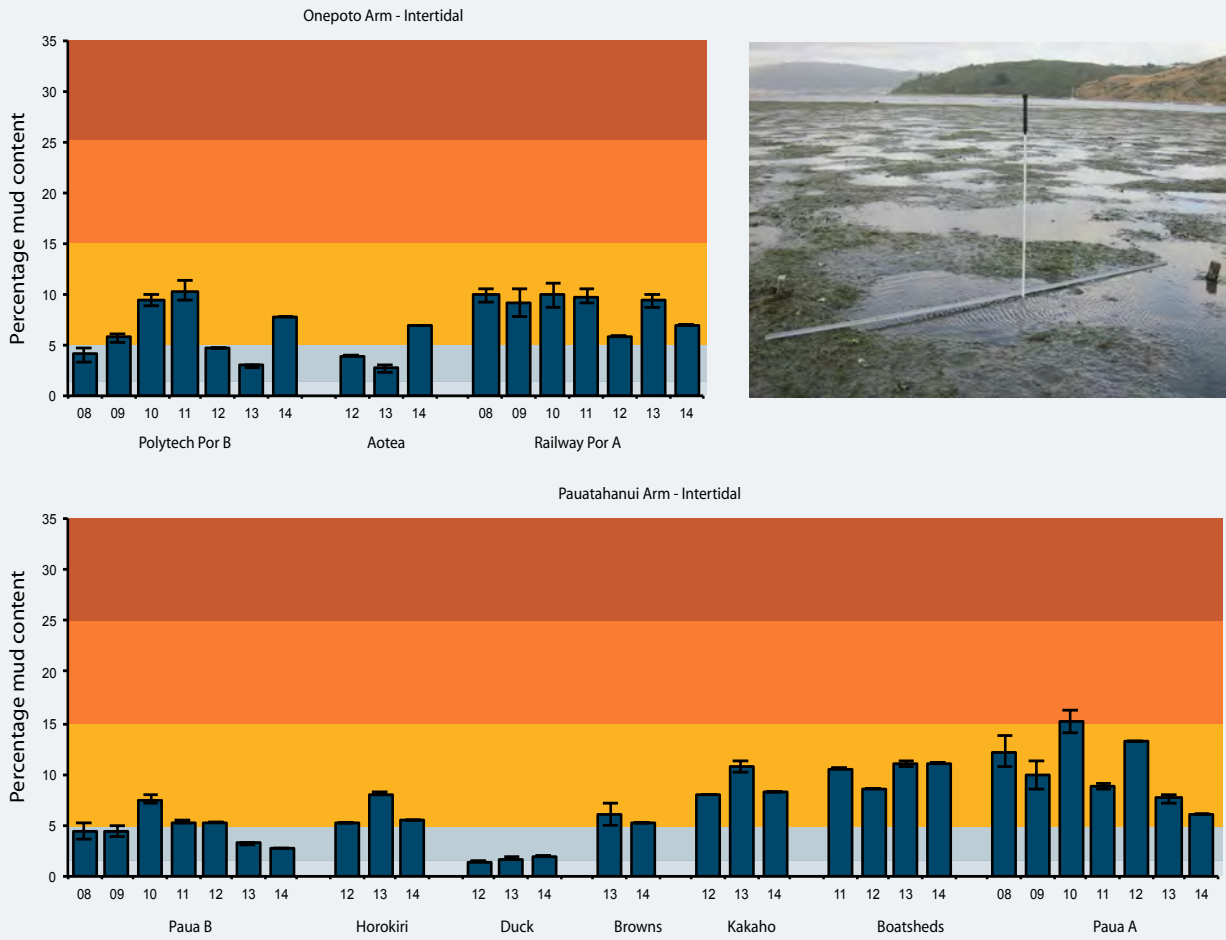 Onepoto Arm - Intertidal
35
30
25
20
15
10
5
0
Percentage mud content
08 09 10 11 12 13 14 12 13 14 08 09 10 11 12 13 14
Polytech Por B Aotea Railway Por A
Pauatahanui Arm - Intertidal
35
30
25
20
15
10
5
0
Percentage mud content
08 09 10 11 12 13 14 12 13 14 12 13 14 13 14 12 13 14 11 12 13 14 08 09 10 11 12 13 14
Paua B Horokiri Duck Browns Kakaho Boatsheds Paua A